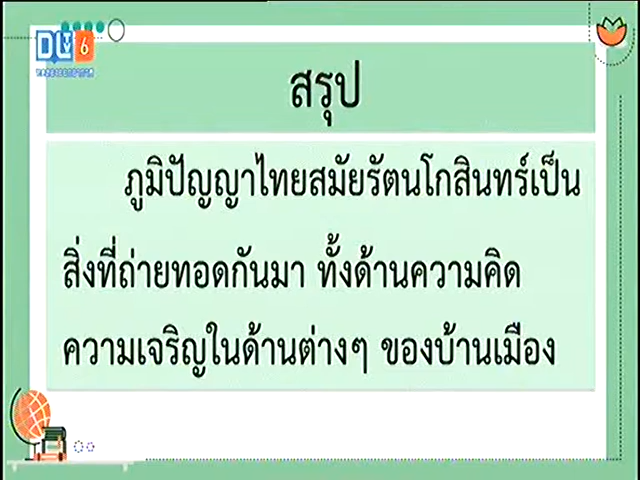 DLTV 6
สรุป
ภูมิปัญญาไทยสมัยรัตนโกสินทร์เป็น
สิ่งที่ถ่ายทอดกันมา ทั้งด้านความคิด
ความเจริญในด้านต่างๆ ของบ้านเมือง